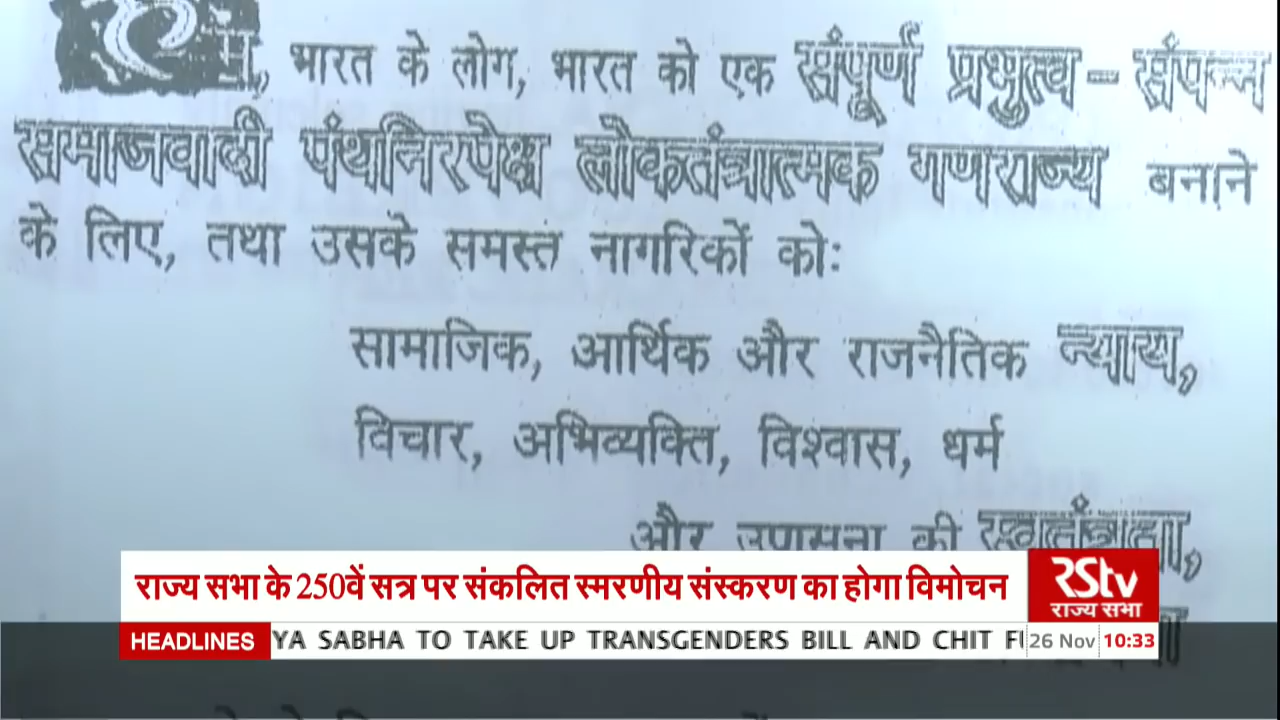 हम, भारत के लोग, भारत को एक संपूर्ण प्रभुत्व-संपन्न
समाजवादी पंथनिरपेक्ष लोकतंत्रात्मक गणराज्य बनाने
के लिए, तथा उसके समस्त नागरिकों को:
सामाजिक, आर्थिक और राजनैतिक न्याय,
विचार, अभिव्यक्ति, विश्वास, धर्म
और उपासना की स्वतंत्रता,
राज्य सभा के 250वें सत्र पर संकलित स्मरणीय संस्करण का होगा विमोचन
RSTV
राज्य सभा
HEADLINES YA SABHA TO TAKE UP TRANSGENDERS BILL AND CHIT FU 26 Nov 10:33